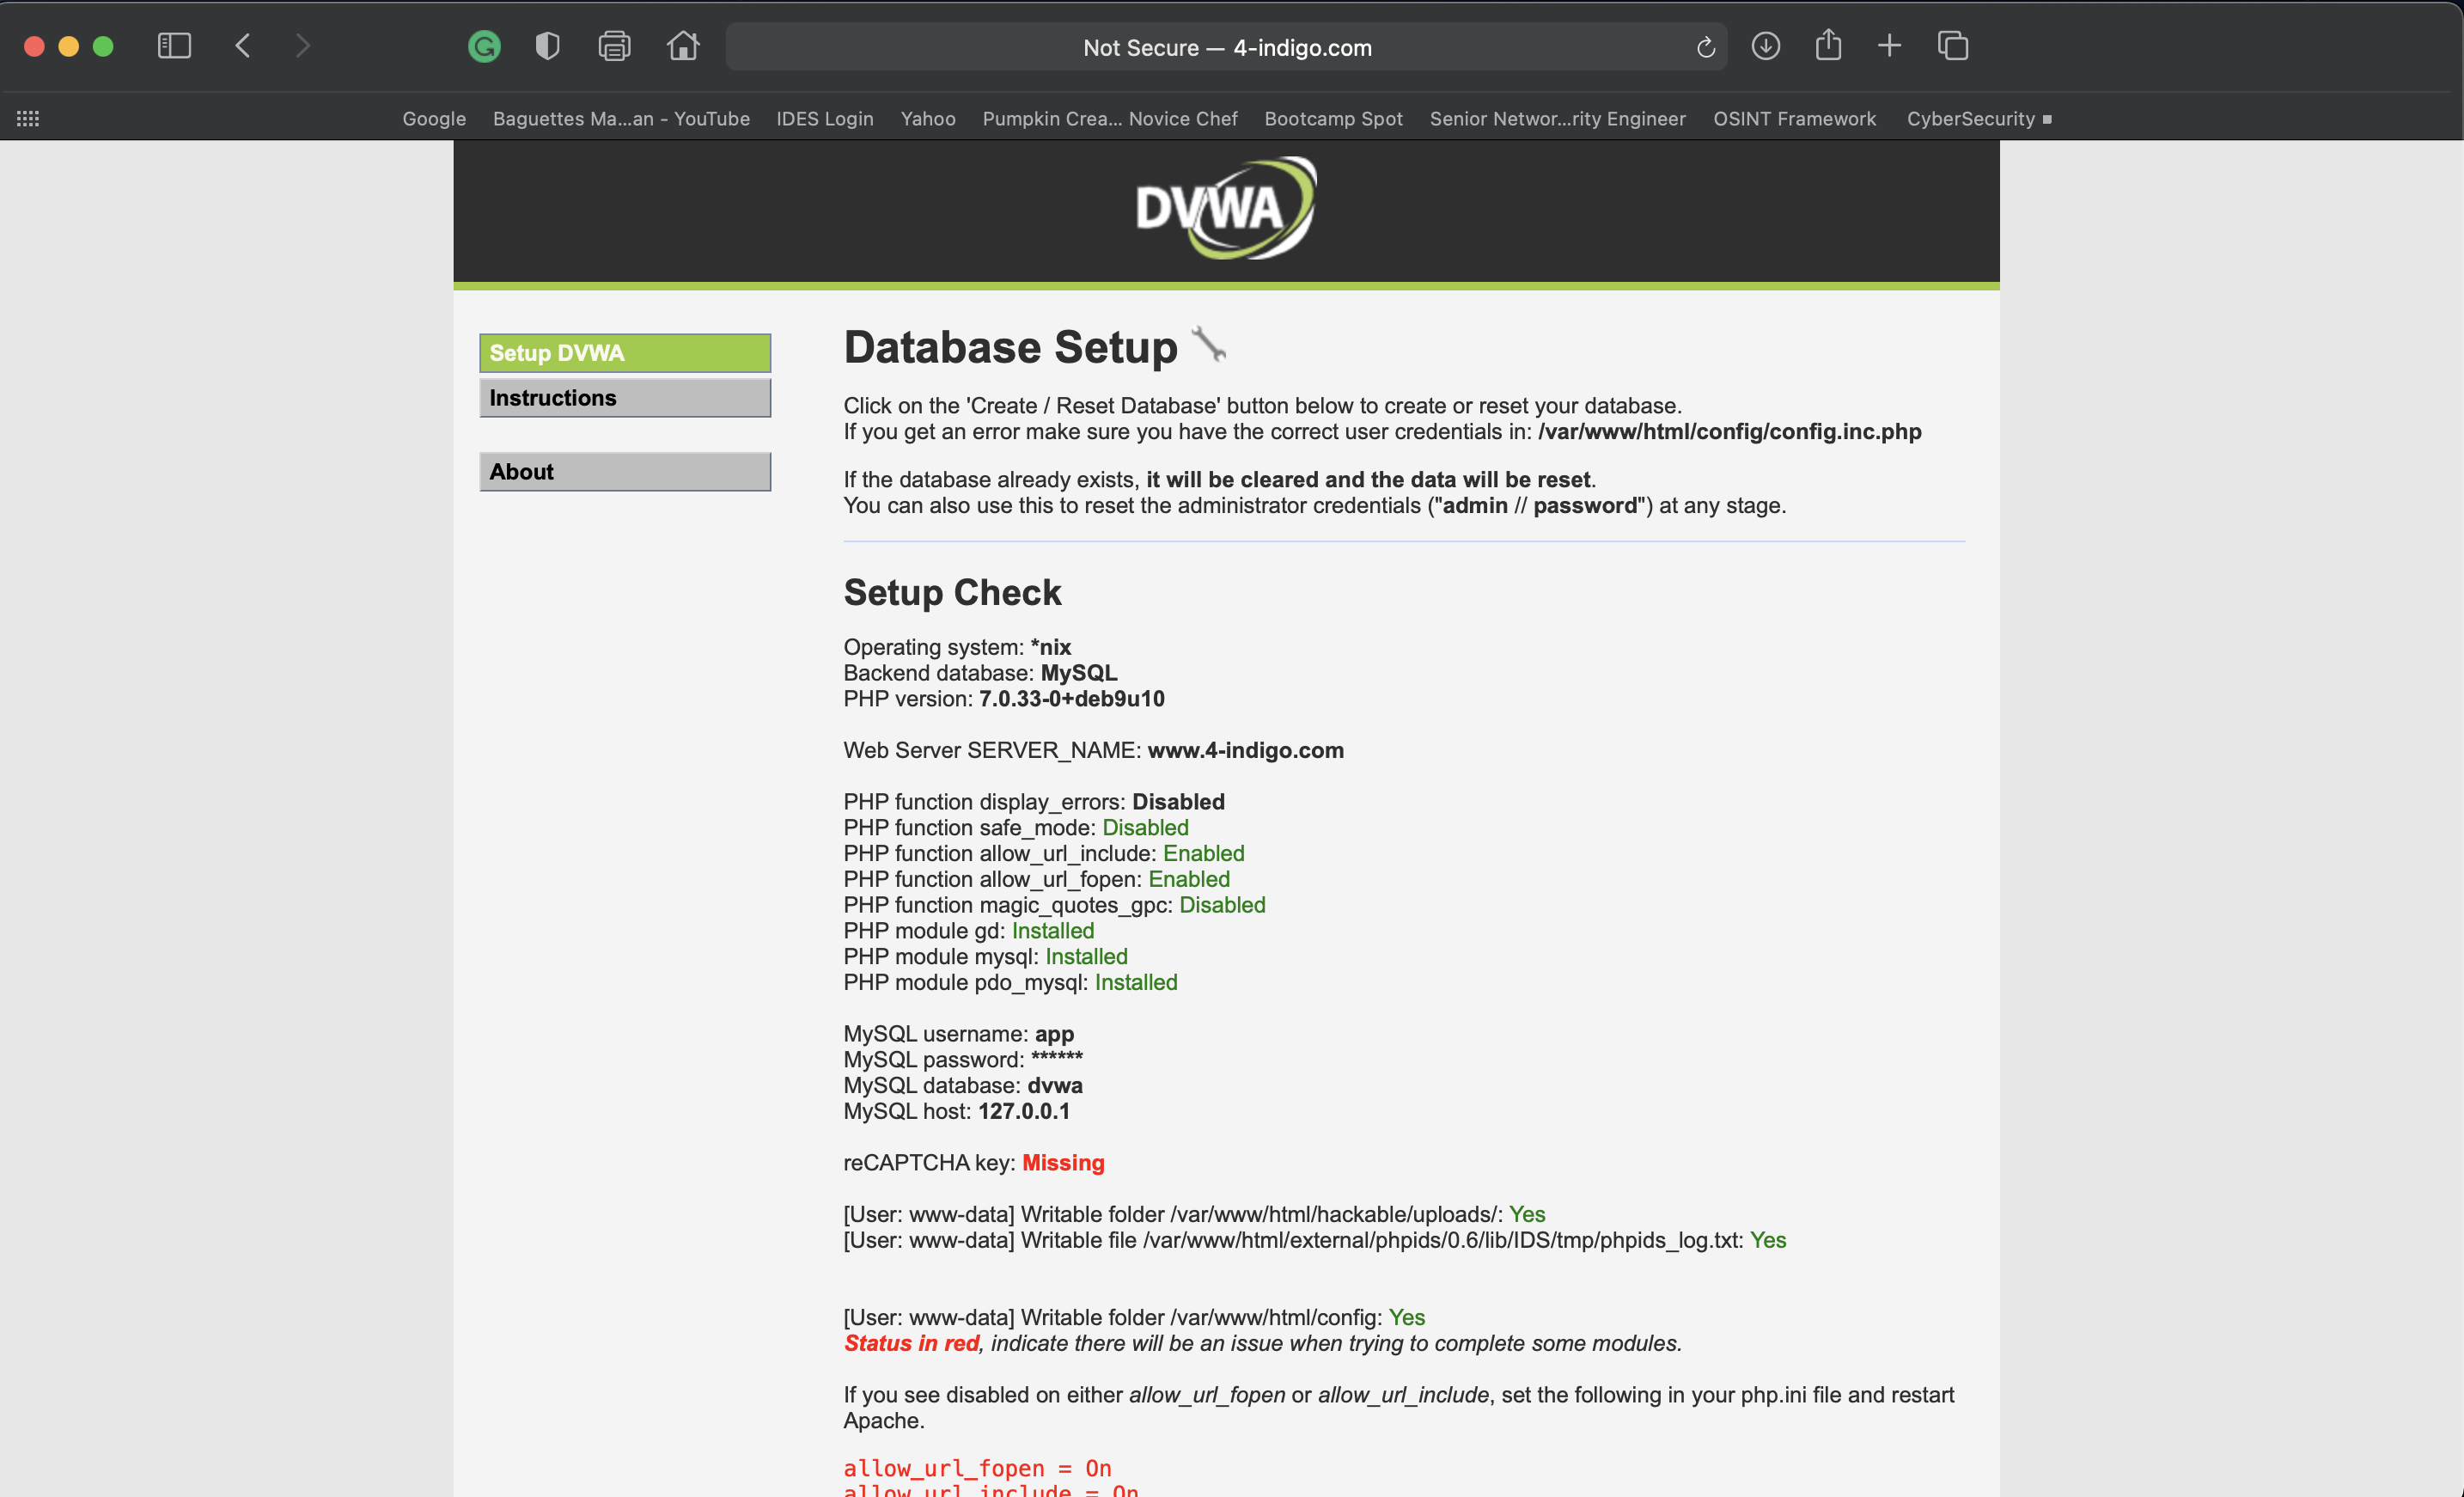 Not Secure — 4-indigo.com
Google Baguettes Ma...an - YouTube IDES Login Yahoo Pumpkin Crea... Novice Chef Bootcamp Spot Senior Networ...rity Engineer OSINT Framework CyberSecurity
DVWA
Setup DVWA
Instructions
About
Database Setup
Click on the 'Create / Reset Database' button below to create or reset your database.
If you get an error make sure you have the correct user credentials in: /var/www/html/config/config.inc.php
If the database already exists, it will be cleared and the data will be reset.
You can also use this to reset the administrator credentials ("admin // password") at any stage.
Setup Check
Operating system: *nix
Backend database: MySQL
PHP version: 7.0.33-0+deb9u10
Web Server SERVER_NAME: www.4-indigo.com
PHP function display_errors: Disabled
PHP function safe_mode: Disabled
PHP function allow_url_include: Enabled
PHP function allow_url_fopen: Enabled
PHP function magic_quotes_gpc: Disabled
PHP module gd: Installed
PHP module mysql: Installed
PHP module pdo_mysql: Installed
MySQL username: app
MySQL password: ******
MySQL database: dvwa
MySQL host: 127.0.0.1
reCAPTCHA key: Missing
[User: www-data] Writable folder /var/www/html/hackable/uploads/: Yes
[User: www-data] Writable file /var/www/html/external/phpids/0.6/lib/IDS/tmp/phpids_log.txt: Yes
[User: www-data] Writable folder /var/www/html/config: Yes
Status in red, indicate there will be an issue when trying to complete some modules.
If you see disabled on either allow_url_fopen or allow_url_include, set the following in your php.ini file and restart
Apache.
allow_url_fopen = On
allow_url_include = On